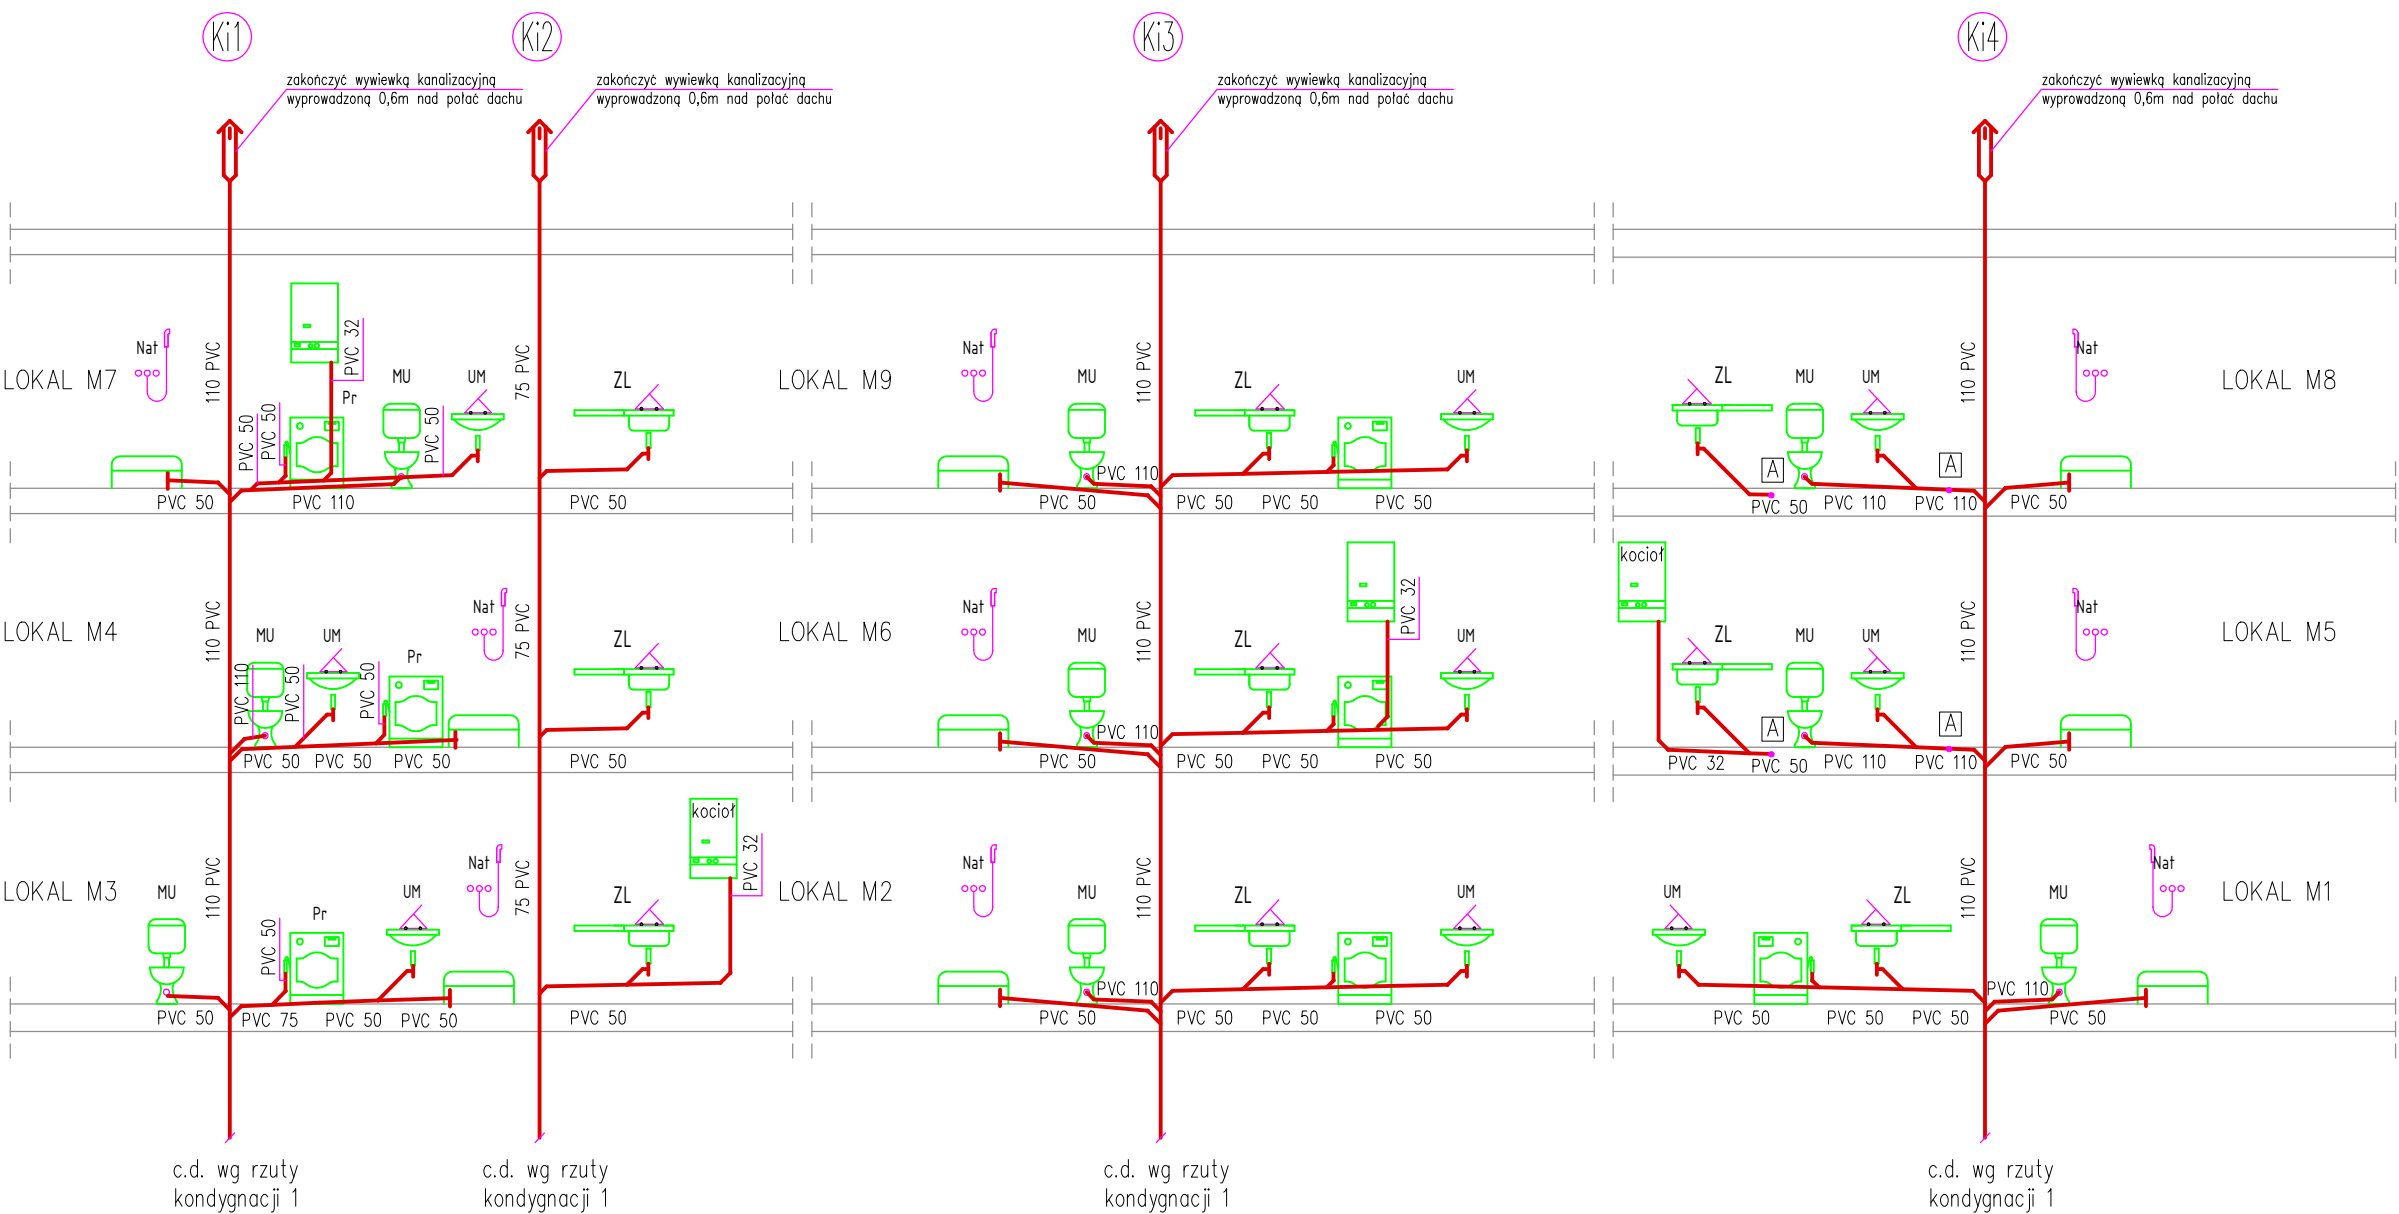 Ki1
Ki2
Ki3
Ki4
zakończyć wywiewką kanalizacyjną
wyprowadzoną 0,6m nad połać dachu
zakończyć wywiewką kanalizacyjną
wyprowadzoną 0,6m nad połać dachu
zakończyć wywiewką kanalizacyjną
wyprowadzoną 0,6m nad połać dachu
zakończyć wywiewką kanalizacyjną
wyprowadzoną 0,6m nad połać dachu
LOKAL M7
Nat
110 PVC
PVC 50
PVC 50
PVC 32
Pr
MU
PVC 50
UM
75 PVC
ZL
PVC 50
PVC 110
PVC 50
LOKAL M9
Nat
MU
110 PVC
ZL
UM
PVC 110
PVC 50
PVC 50
PVC 50
PVC 50
ZL
MU
UM
110 PVC
Nat
LOKAL M8
A
A
PVC 50
PVC 110
PVC 110
PVC 50
LOKAL M4
110 PVC
MU
UM
Pr
Nat
75 PVC
ZL
PVC 110
PVC 50
PVC 50
PVC 50
PVC 50
PVC 50
PVC 50
LOKAL M6
Nat
MU
110 PVC
ZL
PVC 32
UM
PVC 110
PVC 50
PVC 50
PVC 50
PVC 50
kocioł
ZL
MU
UM
110 PVC
Nat
LOKAL M5
A
A
PVC 32
PVC 50
PVC 110
PVC 110
PVC 50
LOKAL M3
MU
110 PVC
PVC 50
Pr
UM
Nat
75 PVC
ZL
kocioł
PVC 32
PVC 50
PVC 75
PVC 50
PVC 50
PVC 50
LOKAL M2
Nat
MU
110 PVC
ZL
UM
PVC 110
PVC 50
PVC 50
PVC 50
PVC 50
UM
ZL
110 PVC
MU
Nat
LOKAL M1
PVC 110
PVC 50
PVC 50
PVC 50
PVC 50
c.d. wg rzuty
kondygnacji 1
c.d. wg rzuty
kondygnacji 1
c.d. wg rzuty
kondygnacji 1
c.d. wg rzuty
kondygnacji 1